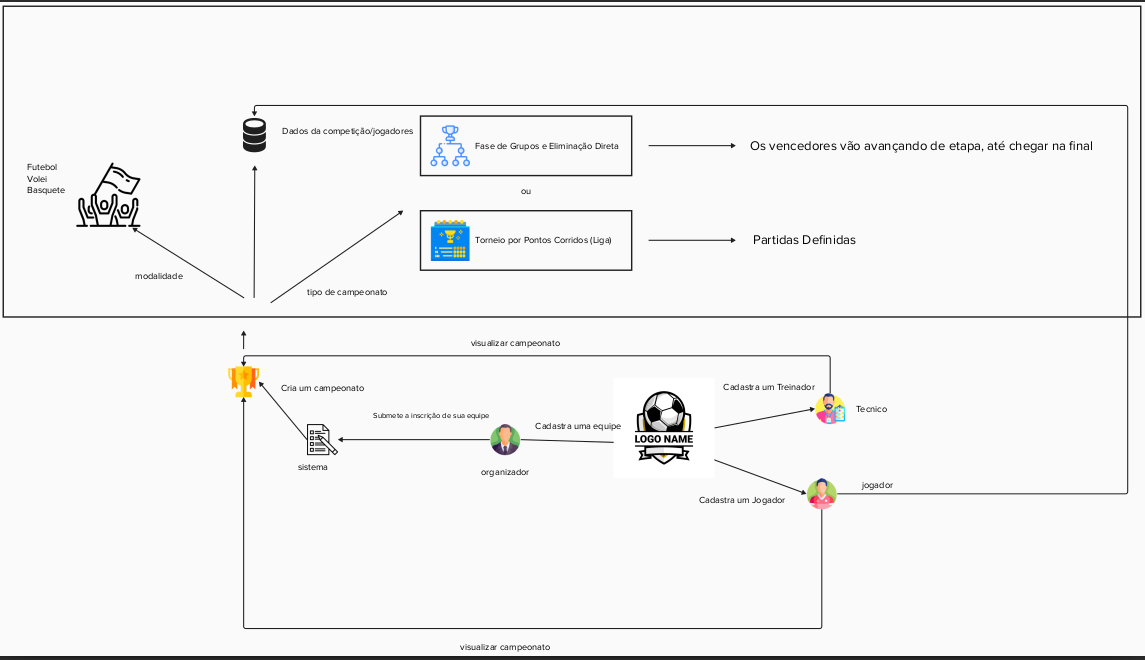 Dados da competição/jogadores
Fase de Grupos e Eliminação Direta
Os vencedores vão avançando de etapa, até chegar na final
Futebol
Volei
Basquete
ou
Torneio por Pontos Corridos (Liga)
Partidas Definidas
modalidade
tipo de campeonato
visualizar campeonato
Cria um campeonato
Cadastra um Treinador
Tecnico
Submete a inscrição de sua equipe
Cadastra uma equipe
LOGO NAME
sistema
organizador
jogador
Cadastra um Jogador
visualizar campeonato